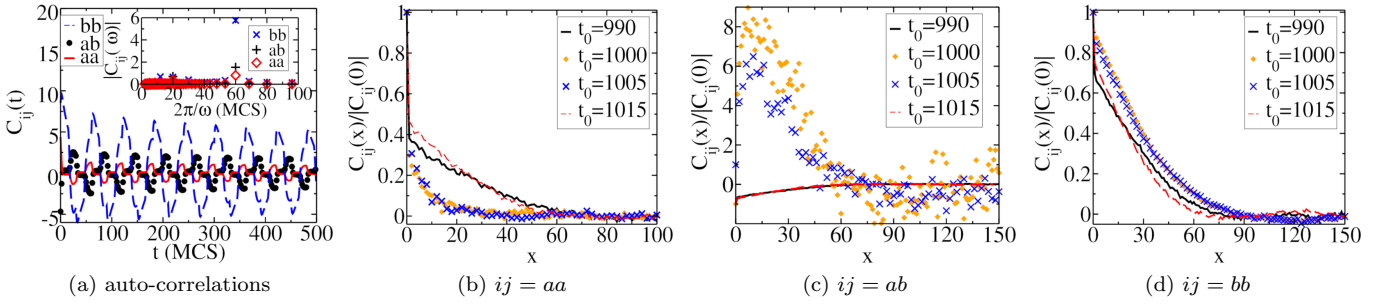 20
15
10
5
0
-5
C_ij(t)
0 100 200 300 400 500
t (MCS)
bb
ab
aa
|C_ij(ω)|
6
4
2
0
0 20 40 60 80 100
2π/ω (MCS)
bb
ab
aa
(a) auto-correlations
C_ij(x)/|C_ij(0)|
1
0.8
0.6
0.4
0.2
0
0 20 40 60 80 100
x
t_0=990
t_0=1000
t_0=1005
t_0=1015
(b) ij = aa
C_ij(x)/|C_ij(0)|
8
6
4
2
0
0 30 60 90 120 150
x
t_0=990
t_0=1000
t_0=1005
t_0=1015
(c) ij = ab
C_ij(x)/|C_ij(0)|
1
0.8
0.6
0.4
0.2
0
0 30 60 90 120 150
x
t_0=990
t_0=1000
t_0=1005
t_0=1015
(d) ij = bb